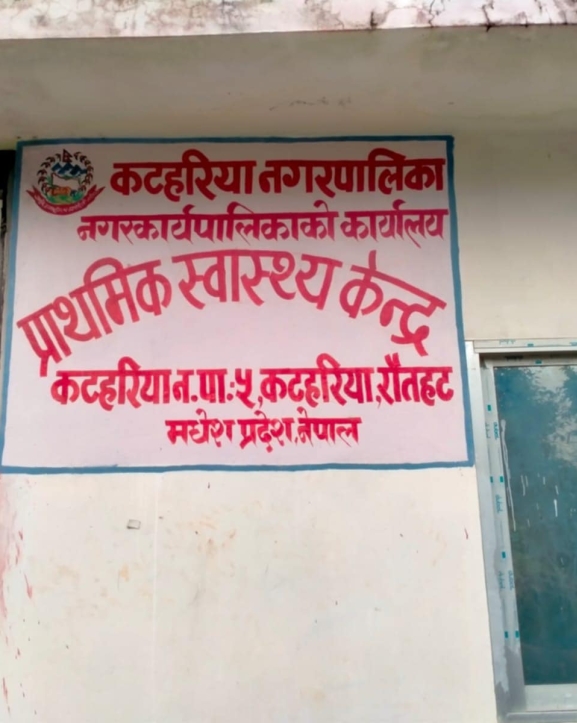 कटहरिया नगरपालिका
नगरकार्यपालिकाको कार्यालय
प्राथमिक स्वास्थ्य केन्द्र
कटहरिया न.पा.:५,कटहरिया,रौतहट
मधेश प्रदेश,नेपाल